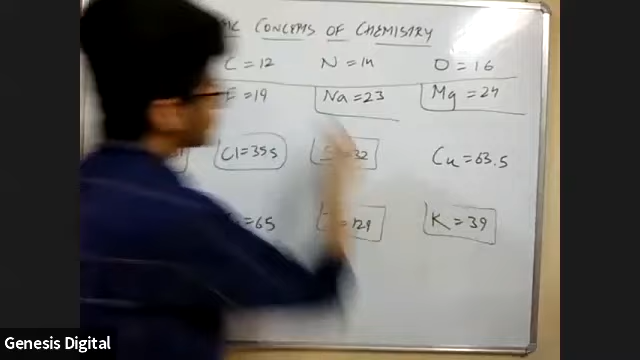 CONCEPTS OF CHEMISTRY
C = 12 N = 14 O = 16
= 19 Na = 23 Mg = 24
Cl = 35.5 = 32 Cu = 63.5
= 65 = 129 K = 39
Genesis Digital